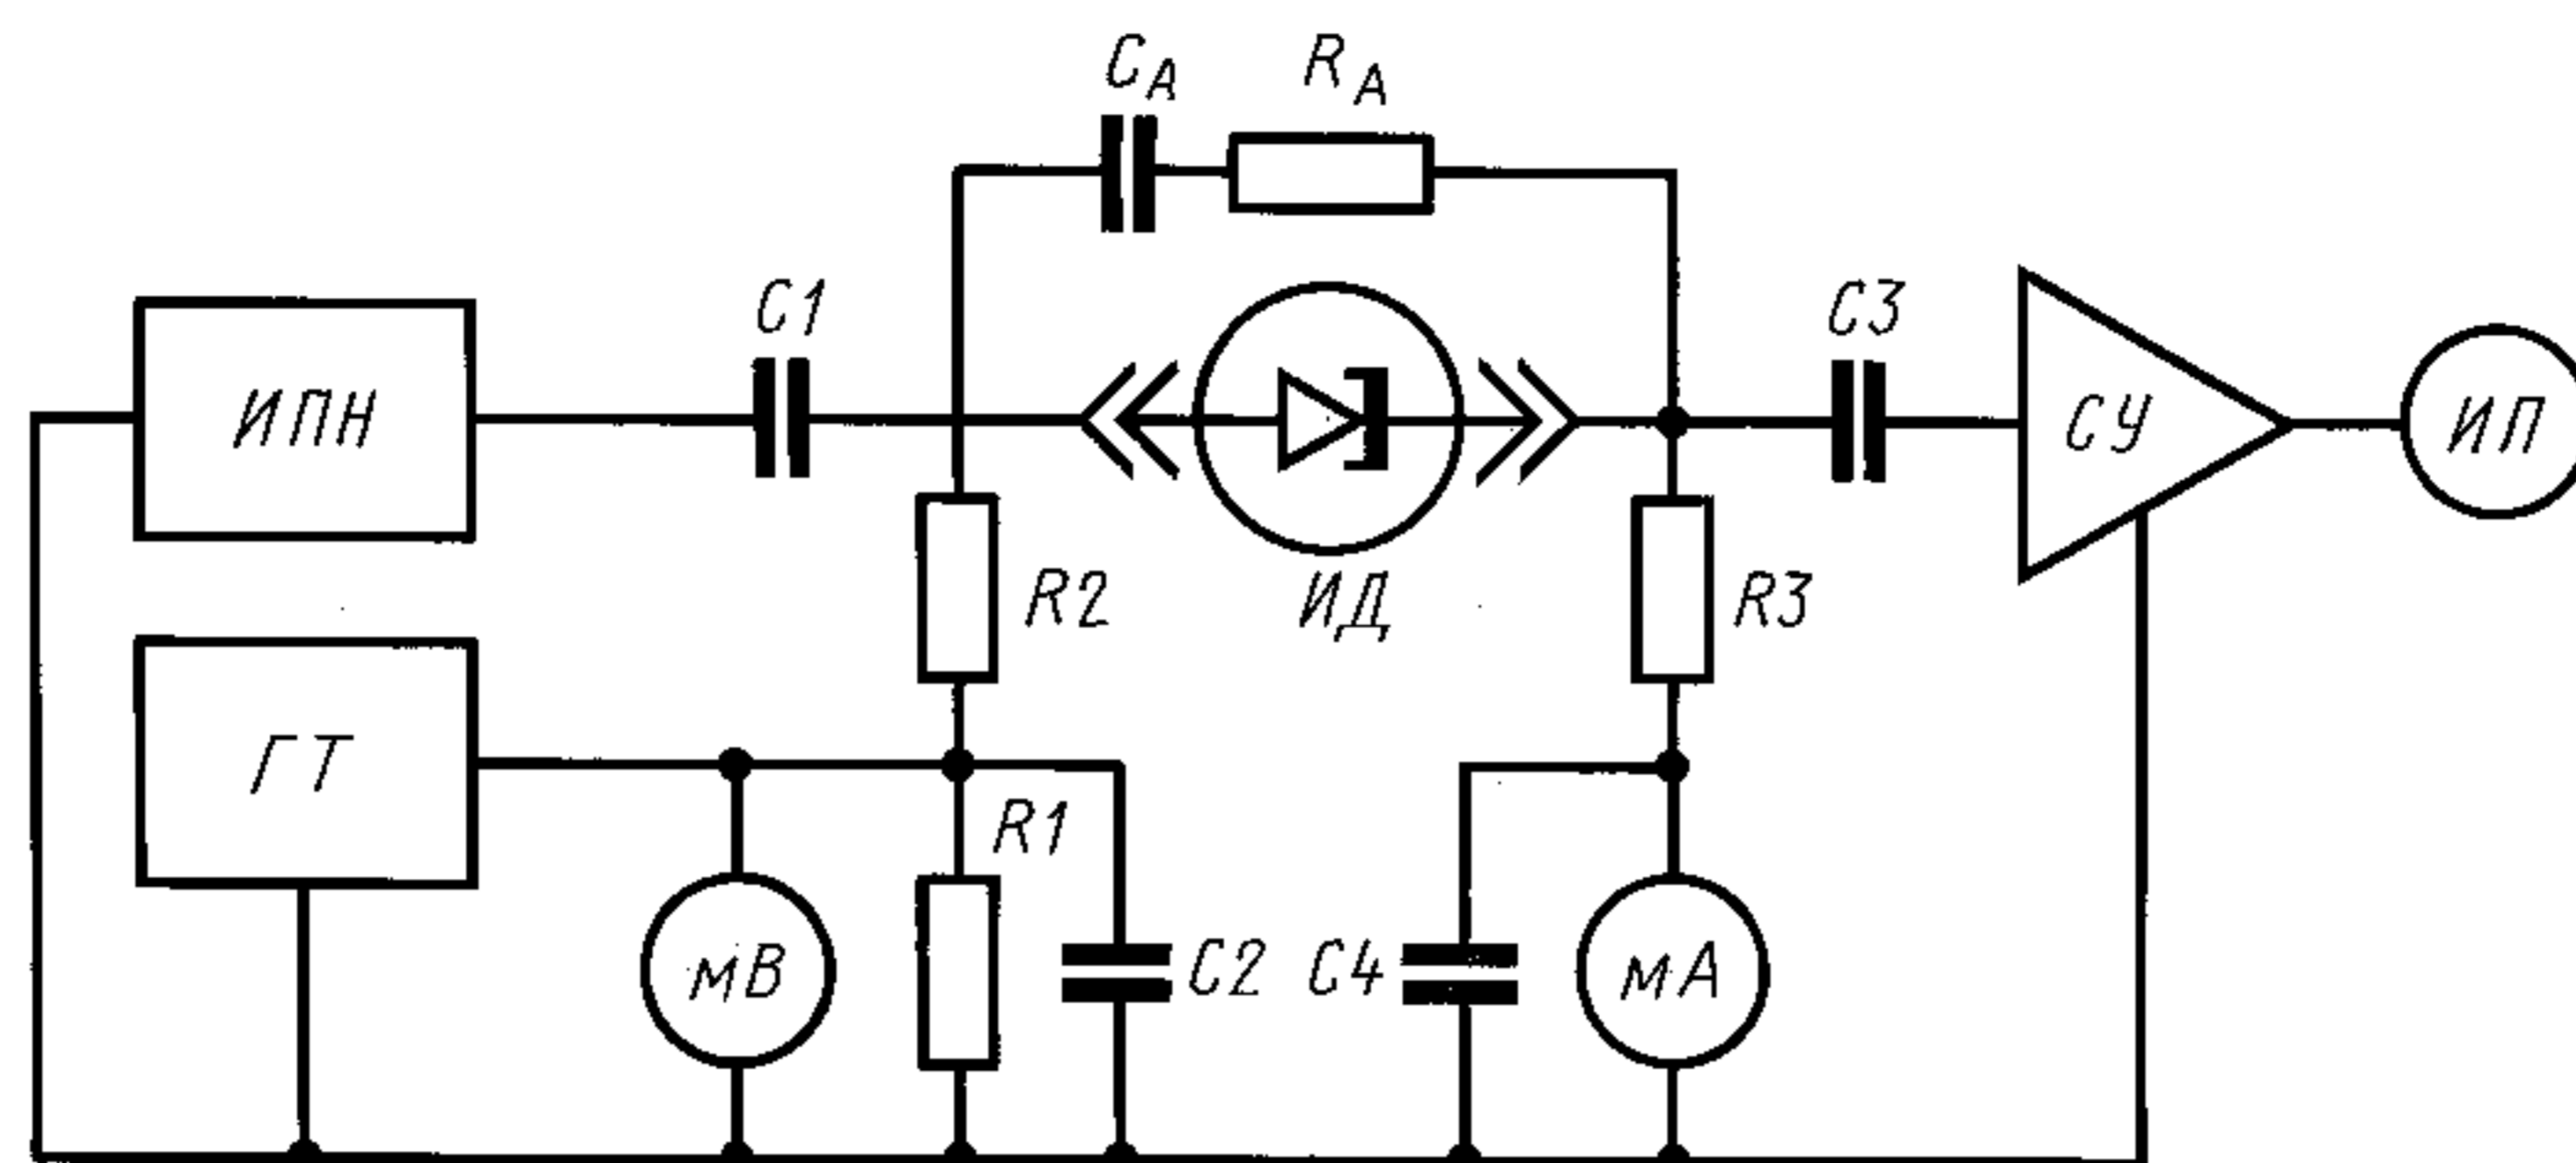 C_A R_A
C1 C3
ИПН СУ ИП
R2 ИД R3
ГТ
R1
мВ C2 C4 мА